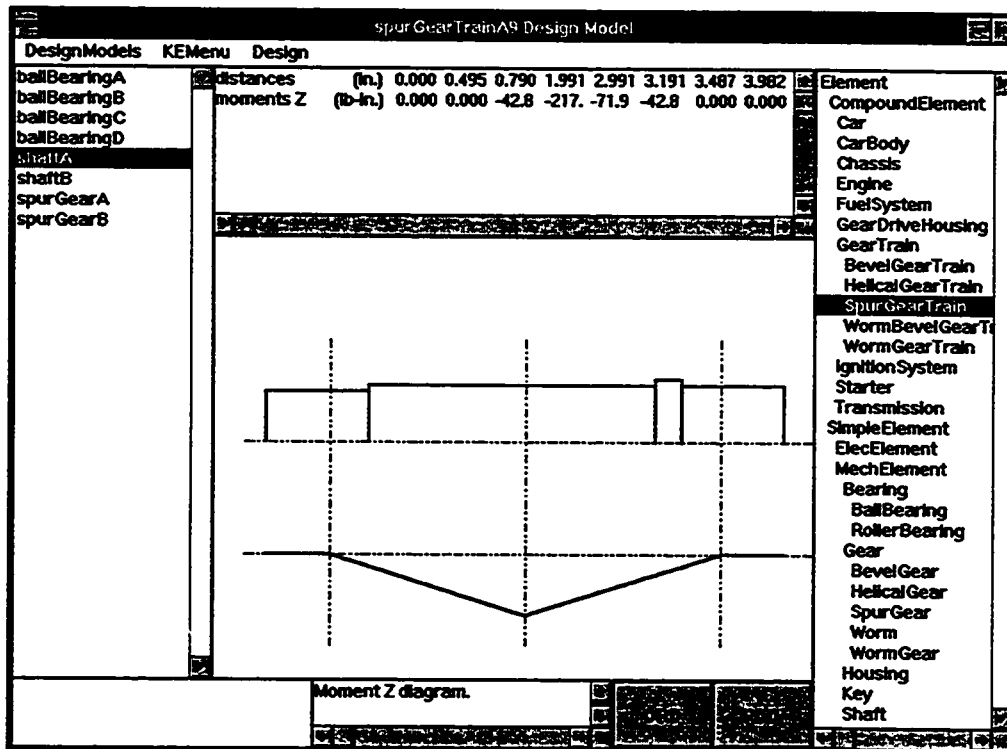 spurGearTrainA9 Design Model
DesignModels KEMenu Design
ballBearingA
ballBearingB
ballBearingC
ballBearingD
shaftA
shaftB
spurGearA
spurGearB
distances (in.) 0.000 0.495 0.790 1.991 2.991 3.191 3.487 3.982
moments Z (lb-in.) 0.000 0.000 -42.8 -217. -71.9 -42.8 0.000 0.000
Element
CompoundElement
Car
CarBody
Chassis
Engine
FuelSystem
GearDriveHousing
GearTrain
BevelGearTrain
HelicalGearTrain
SpurGearTrain
WormBevelGearTr
WormGearTrain
IgnitionSystem
Starter
Transmission
SimpleElement
ElecElement
MechElement
Bearing
BallBearing
RollerBearing
Gear
BevelGear
HelicalGear
SpurGear
Worm
WormGear
Housing
Key
Shaft
Moment Z diagram.